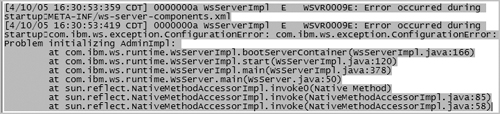 [4/10/05 16:30:53:359 CDT] 0000000a WsServerImpl  E   WSVR0009E: Error occurred during
startup META-INF/ws-server-components.xml
[4/10/05 16:30:53:419 CDT] 0000000a WsServerImpl  E   WSVR0009E: Error occurred during
startup com.ibm.ws.exception.ConfigurationError: com.ibm.ws.exception.ConfigurationError:
Problem initializing AdminImpl:
at com.ibm.ws.runtime.WsServerImpl.bootServerContainer(WsServerImpl.java:166)
at com.ibm.ws.runtime.WsServerImpl.start(WsServerImpl.java:120)
at com.ibm.ws.runtime.WsServerImpl.main(WsServerImpl.java:378)
at com.ibm.ws.runtime.WsServer.main(WsServer.java:50)
at sun.reflect.NativeMethodAccessorImpl.invoke0(Native Method)
at sun.reflect.NativeMethodAccessorImpl.invoke(NativeMethodAccessorImpl.java:85)
at sun.reflect.NativeMethodAccessorImpl.invoke(NativeMethodAccessorImpl.java:58)